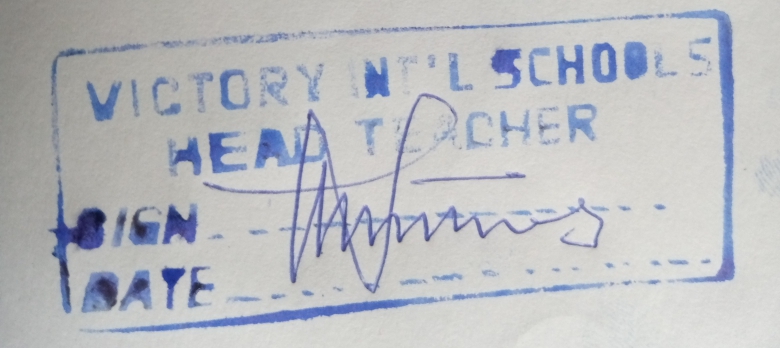 VICTORY INT'L SCHOOLS
HEAD TEACHER
SIGN
DATE